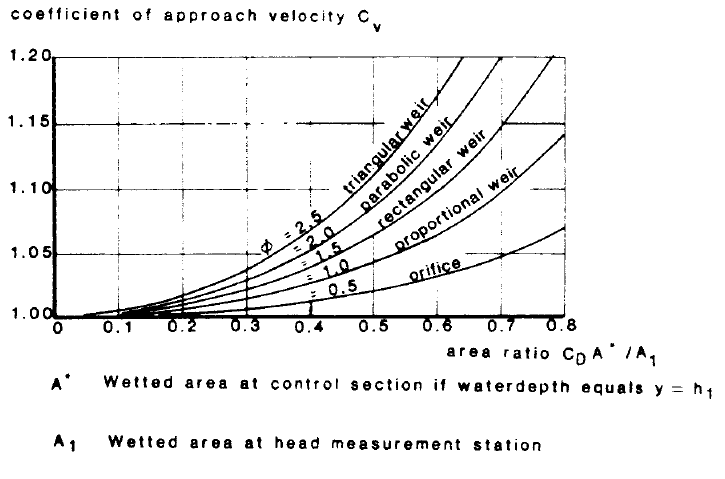 coefficient of approach velocity Cv
1.20
1.15
1.10
1.05
1.00
triangular weir
parabolic weir
rectangular weir
proportional weir
orifice
Ø = 2.5
= 2.0
= 1.5
= 1.0
= 0.5
0 0.1 0.2 0.3 0.4 0.5 0.6 0.7 0.8
area ratio CD A* / A1
A* Wetted area at control section if waterdepth equals y = h1
A1 Wetted area at head measurement station